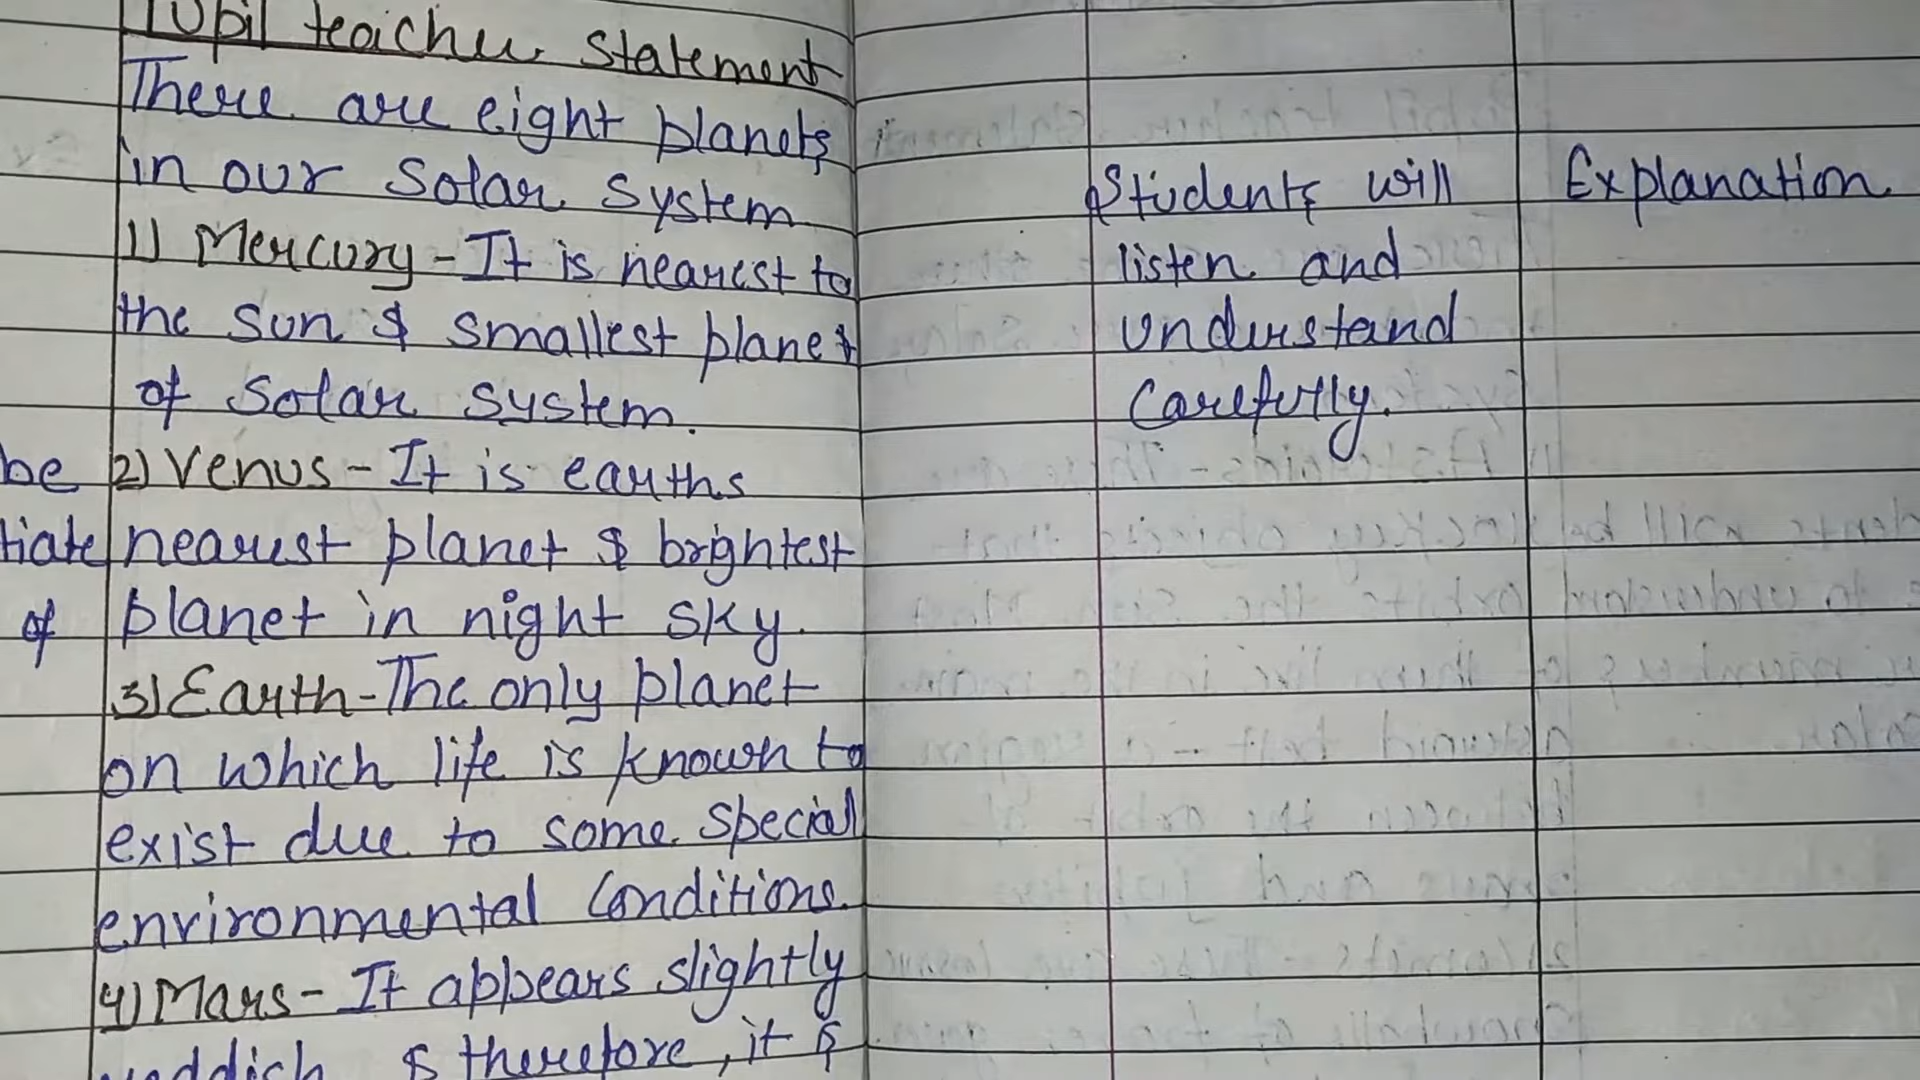 Pupil teacher Statement
There are eight planets
in our Solar System
1) Mercury - It is nearest to
the Sun & smallest planet
of Solar System.
be
2) Venus - It is earths
tiate
nearest planet & brightest
of
planet in night sky.
3) Earth - The only planet
on which life is known to
exist due to some special
environmental Conditions.
4) Mars - It appears slightly
reddish & therefore, it is
Students will
listen and
understand
Carefully.
Explanation